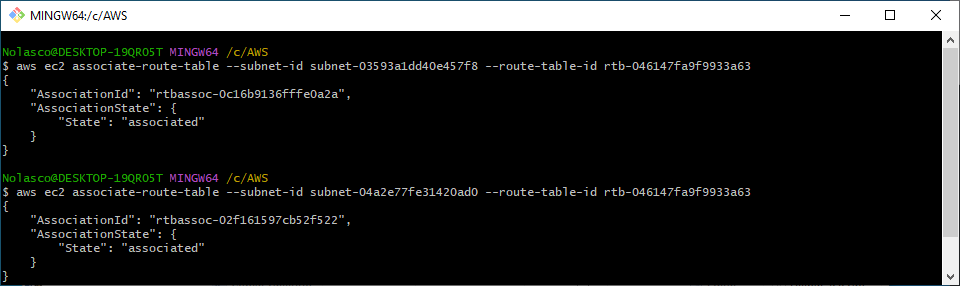 MINGW64:/c/AWS
Nolasco@DESKTOP-19QRO5T MINGW64 /c/AWS
$ aws ec2 associate-route-table --subnet-id subnet-03593a1dd40e457f8 --route-table-id rtb-046147fa9f9933a63
{
    "AssociationId": "rtbassoc-0c16b9136fffe0a2a",
    "AssociationState": {
        "State": "associated"
    }
}
Nolasco@DESKTOP-19QRO5T MINGW64 /c/AWS
$ aws ec2 associate-route-table --subnet-id subnet-04a2e77fe31420ad0 --route-table-id rtb-046147fa9f9933a63
{
    "AssociationId": "rtbassoc-02f161597cb52f522",
    "AssociationState": {
        "State": "associated"
    }
}